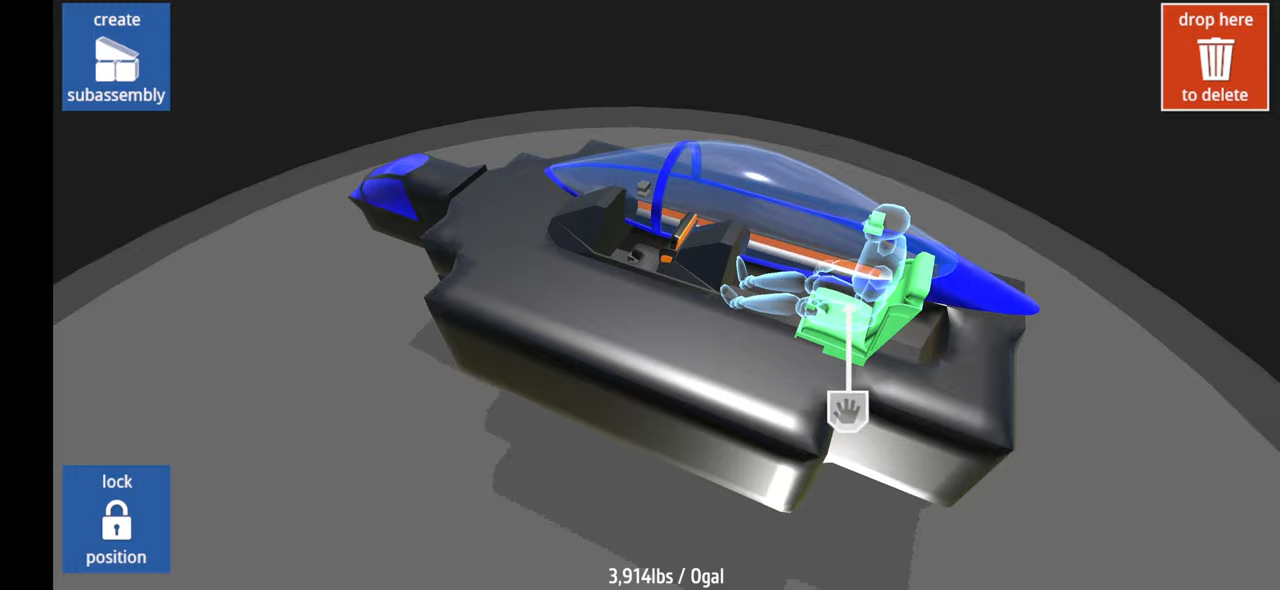 create
subassembly
drop here
to delete
lock
position
3,914lbs / 0gal